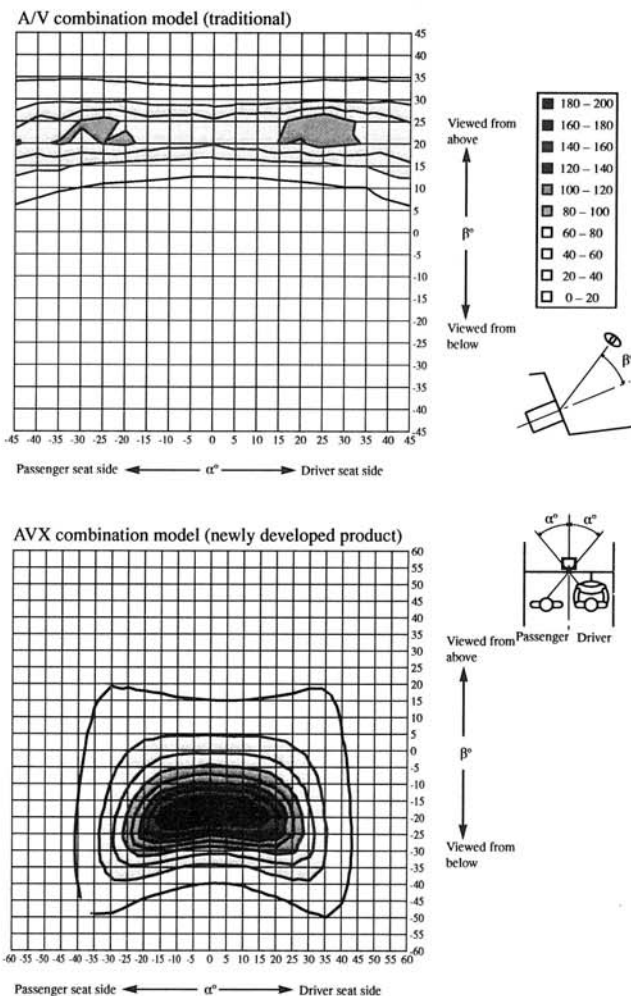 A/V combination model (traditional)
45
40
35
30
25
20
15
10
5
0
-5
-10
-15
-20
-25
-30
-35
-40
-45
-45 -40 -35 -30 -25 -20 -15 -10 -5 0 5 10 15 20 25 30 35 40 45
Passenger seat side α° Driver seat side
Viewed from
above
β°
Viewed from
below
180 – 200
160 – 180
140 – 160
120 – 140
100 – 120
80 – 100
60 – 80
40 – 60
20 – 40
0 – 20
β°
AVX combination model (newly developed product)
60
55
50
45
40
35
30
25
20
15
10
5
0
-5
-10
-15
-20
-25
-30
-35
-40
-45
-50
-55
-60
-60 -55 -50 -45 -40 -35 -30 -25 -20 -15 -10 -5 0 5 10 15 20 25 30 35 40 45 50 55 60
Passenger seat side α° Driver seat side
Viewed from
above
β°
Viewed from
below
α° α°
Passenger Driver